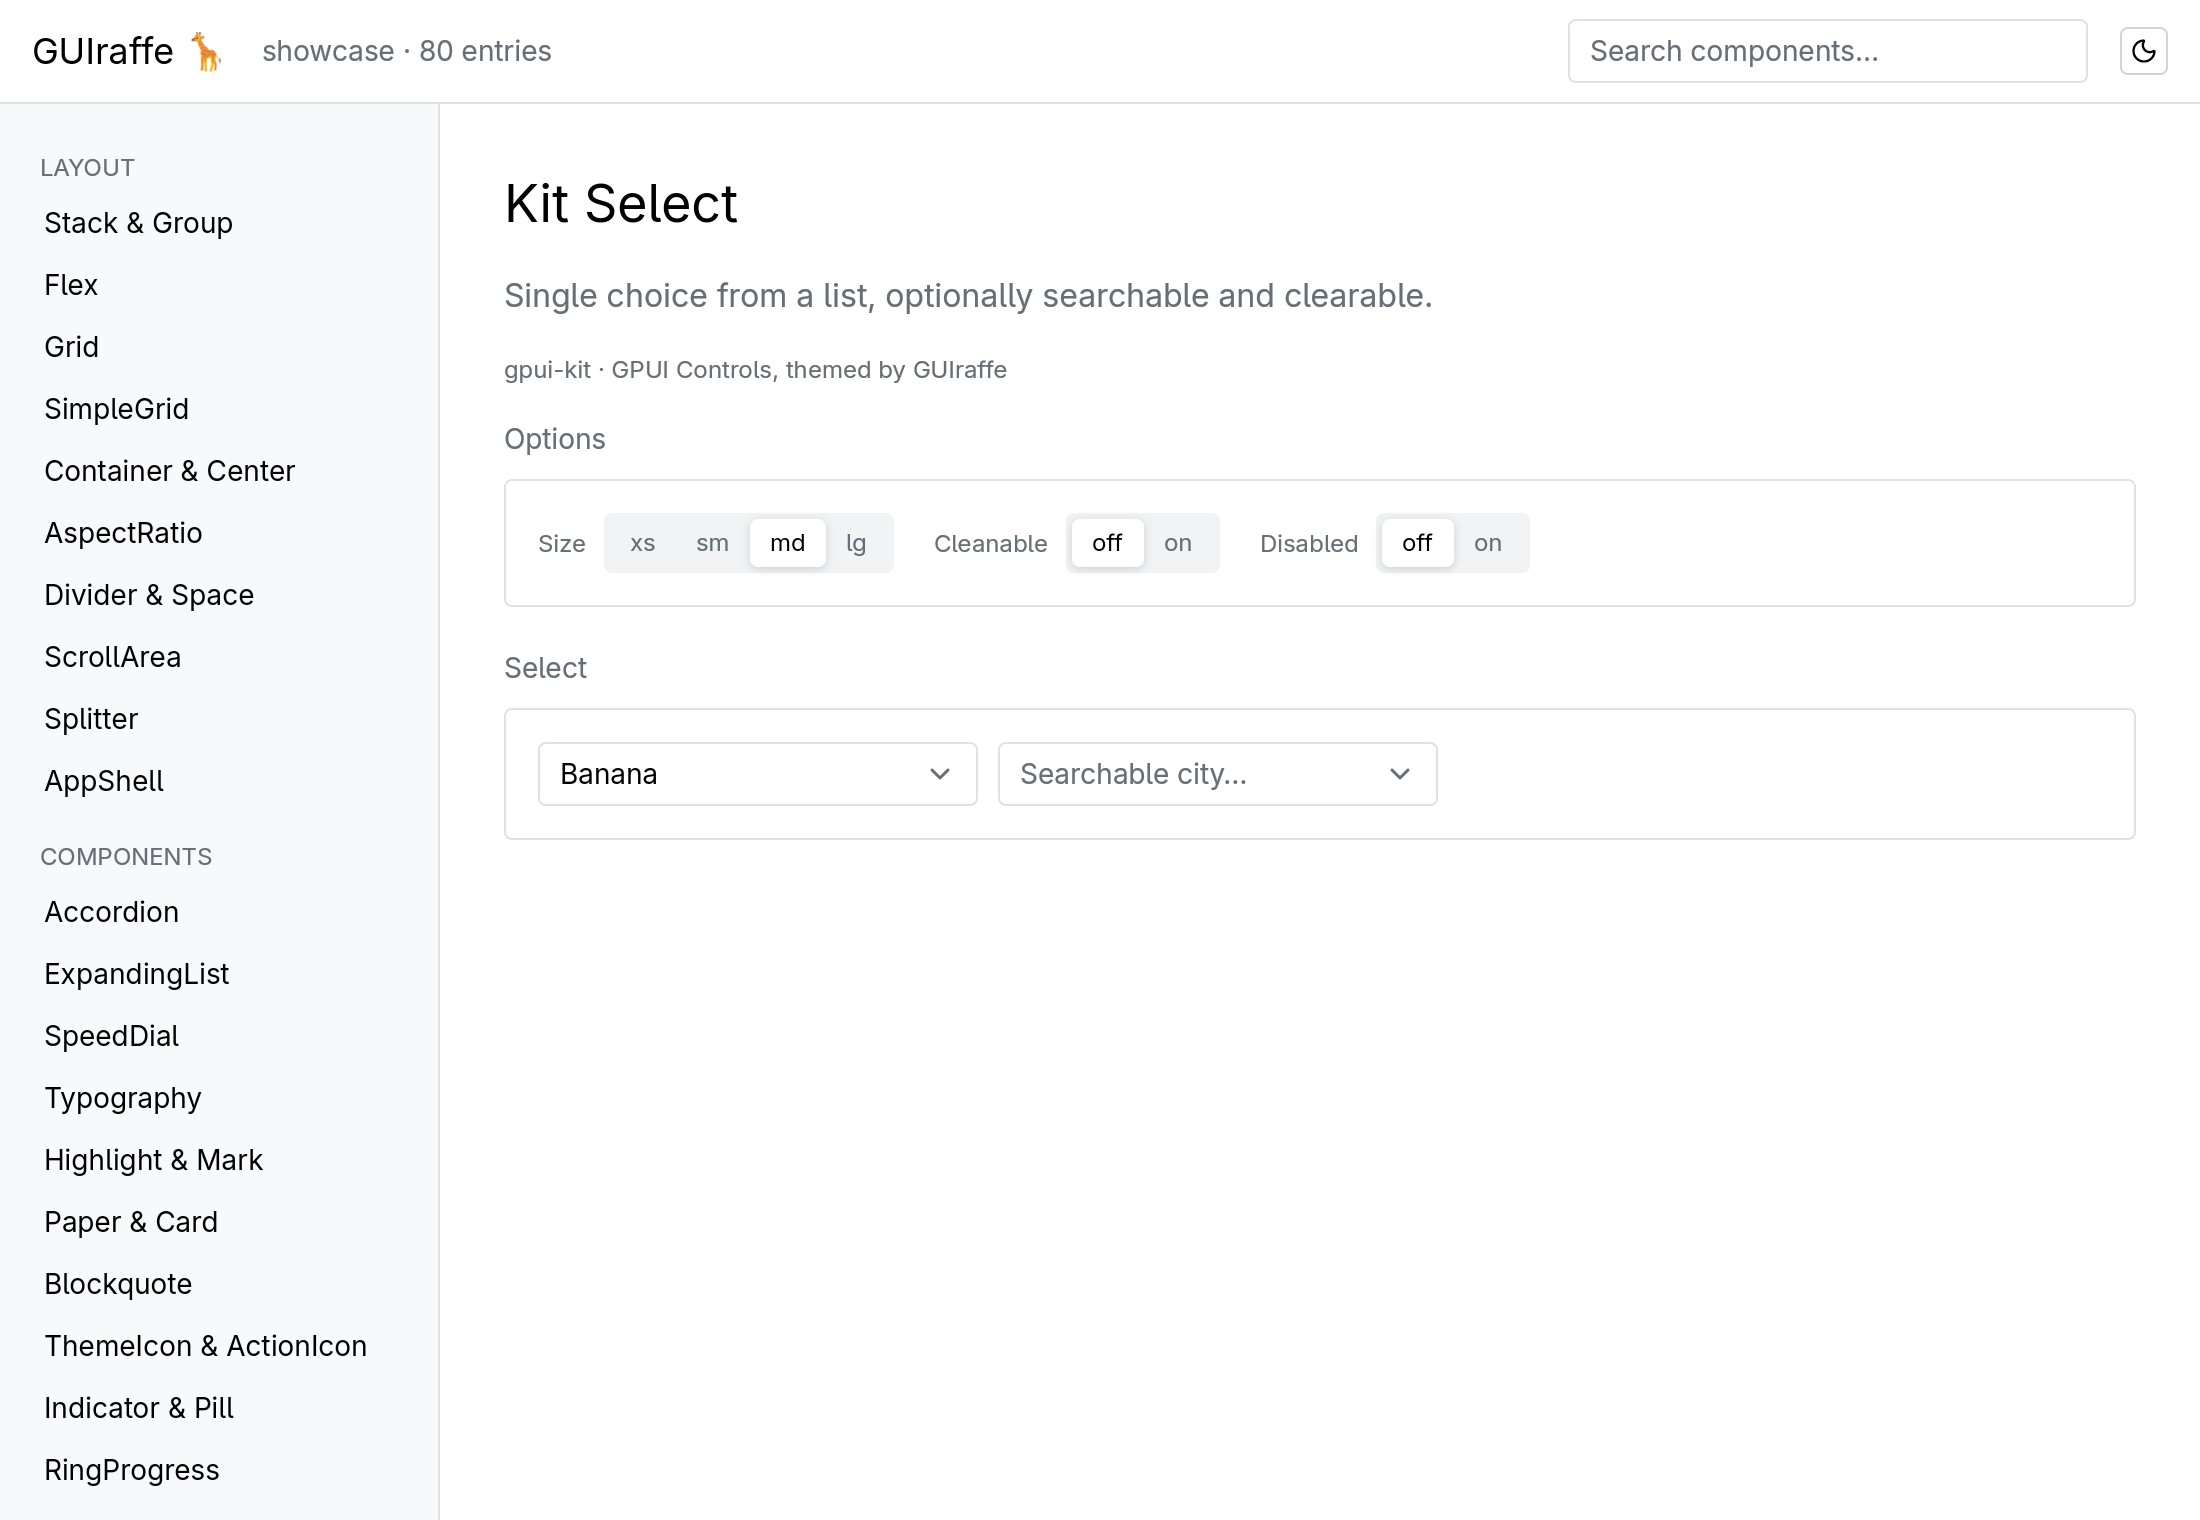 GUIraffe 🦒 showcase · 80 entries Search components...
LAYOUT
Stack & Group
Flex
Grid
SimpleGrid
Container & Center
AspectRatio
Divider & Space
ScrollArea
Splitter
AppShell
COMPONENTS
Accordion
ExpandingList
SpeedDial
Typography
Highlight & Mark
Paper & Card
Blockquote
ThemeIcon & ActionIcon
Indicator & Pill
RingProgress
Kit Select
Single choice from a list, optionally searchable and clearable.
gpui-kit · GPUI Controls, themed by GUIraffe
Options
Size xs sm md lg Cleanable off on Disabled off on
Select
Banana Searchable city...